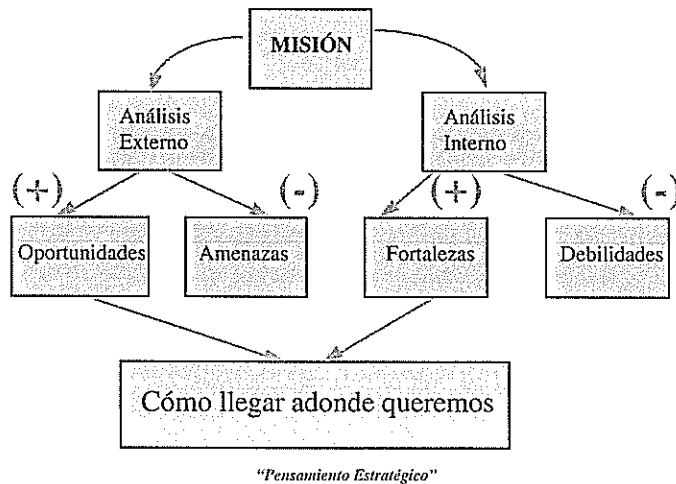 MISIÓN
Análisis
Externo
Análisis
Interno
(+)
(-)
(+)
(-)
Oportunidades
Amenazas
Fortalezas
Debilidades
Cómo llegar adonde queremos
“Pensamiento Estratégico”